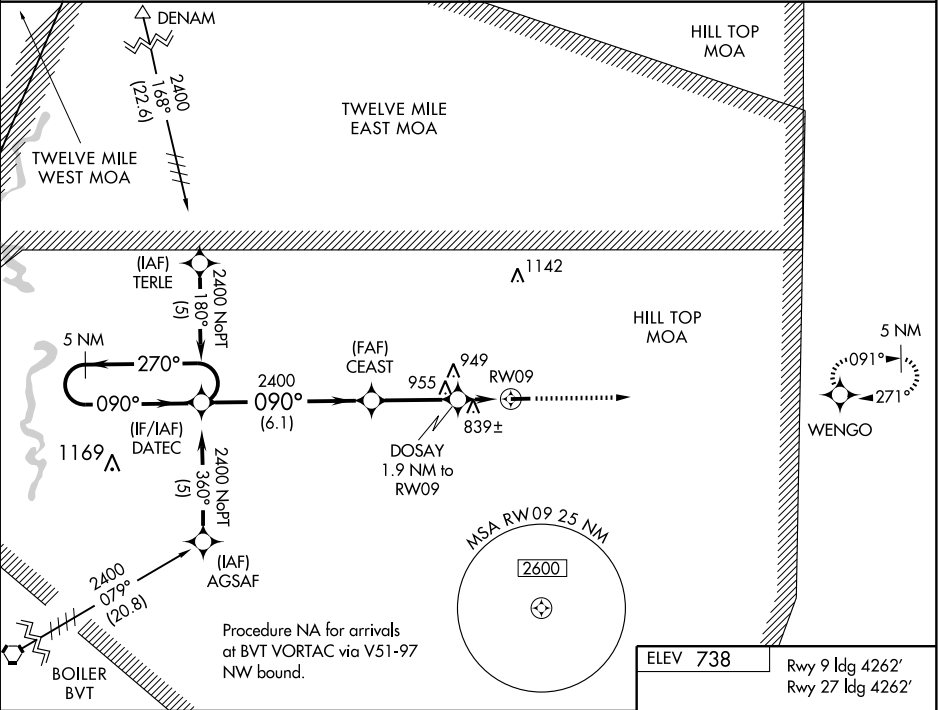 DENAM
2400
168°
(22.6)
HILL TOP
MOA
TWELVE MILE
EAST MOA
TWELVE MILE
WEST MOA
(IAF)
TERLE
2400 NoPT
180°
(5)
1142
HILL TOP
MOA
5 NM
270°
090°
(IF/IAF)
DATEC
2400
090°
(6.1)
(FAF)
CEAST
955
949
RW09
839±
DOSAY
1.9 NM to
RW09
5 NM
091°
271°
WENGO
1169
2400 NoPT
360°
(5)
(IAF)
AGSAF
2400
079°
(20.8)
BOILER
BVT
MSA RW09 25 NM
2600
Procedure NA for arrivals
at BVT VORTAC via V51-97
NW bound.
ELEV 738
Rwy 9 ldg 4262'
Rwy 27 ldg 4262'